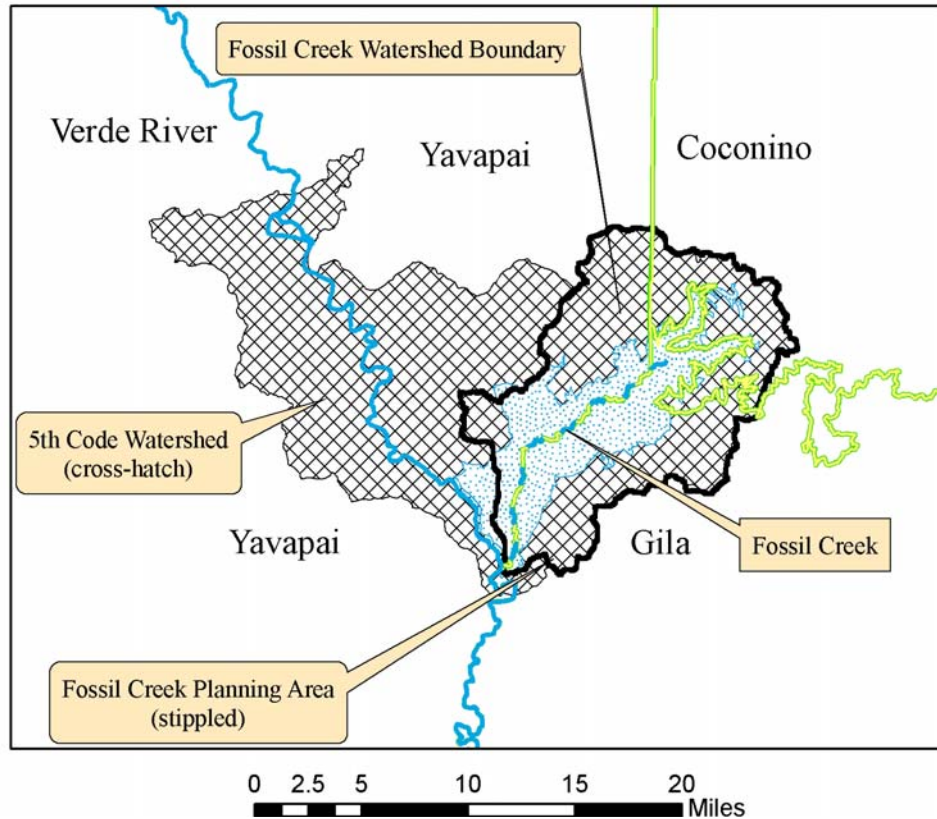 Fossil Creek Watershed Boundary
Verde River
Yavapai
Coconino
5th Code Watershed
(cross-hatch)
Yavapai
Gila
Fossil Creek
Fossil Creek Planning Area
(stippled)
0 2.5 5 10 15 20
Miles